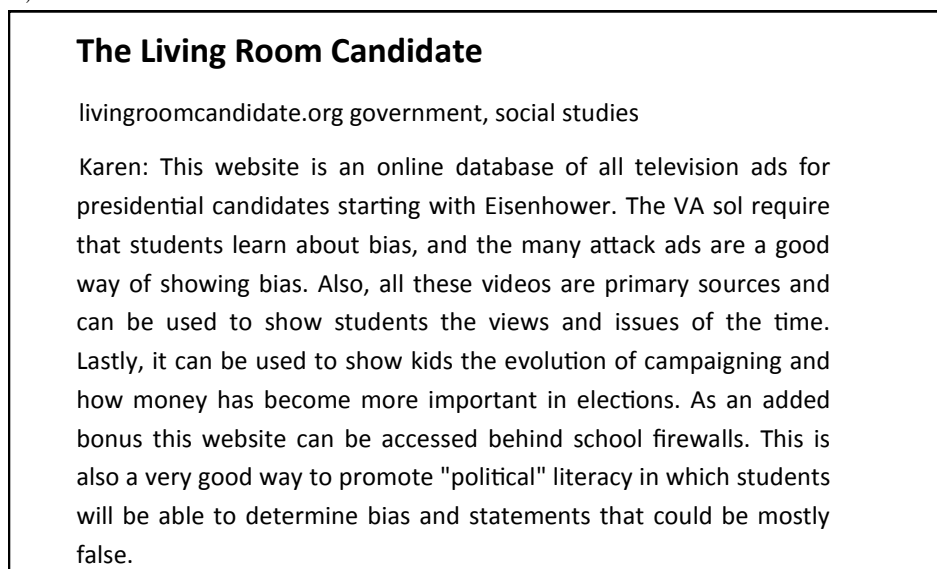 The Living Room Candidate
livingroomcandidate.org government, social studies
Karen: This website is an online database of all television ads for
presidential candidates starting with Eisenhower. The VA sol require
that students learn about bias, and the many attack ads are a good
way of showing bias. Also, all these videos are primary sources and
can be used to show students the views and issues of the time.
Lastly, it can be used to show kids the evolution of campaigning and
how money has become more important in elections. As an added
bonus this website can be accessed behind school firewalls. This is
also a very good way to promote "political" literacy in which students
will be able to determine bias and statements that could be mostly
false.